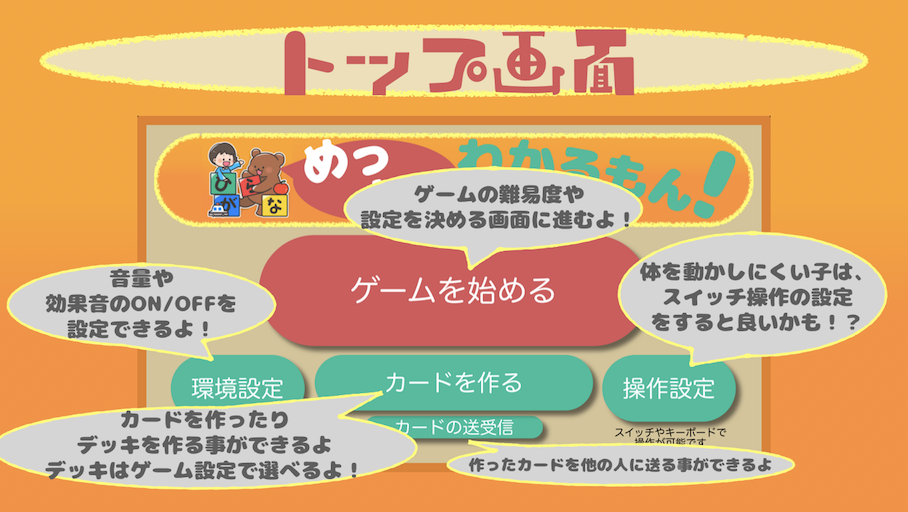 トップ画面
めっ
わかるもん!
ひらがな
ゲームの難易度や
設定を決める画面に進むよ!
ゲームを始める
音量や
効果音のON/OFFを
設定できるよ!
体を動かしにくい子は、
スイッチ操作の設定
をすると良いかも!?
環境設定
カードを作る
操作設定
カードの送受信
スイッチやキーボードで
操作が可能です
カードを作ったり
デッキを作る事ができるよ
デッキはゲーム設定で選べるよ!
作ったカードを他の人に送る事ができるよ